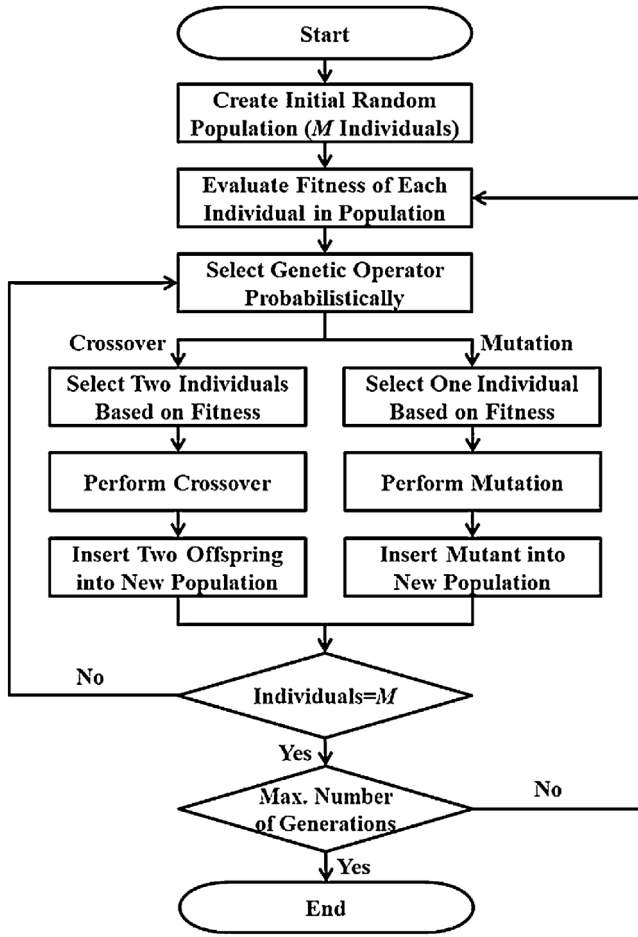 Start
Create Initial Random
Population (M Individuals)
Evaluate Fitness of Each
Individual in Population
Select Genetic Operator
Probabilistically
Crossover
Mutation
Select Two Individuals
Based on Fitness
Select One Individual
Based on Fitness
Perform Crossover
Perform Mutation
Insert Two Offspring
into New Population
Insert Mutant into
New Population
No
Individuals=M
Yes
Max. Number
of Generations
No
Yes
End